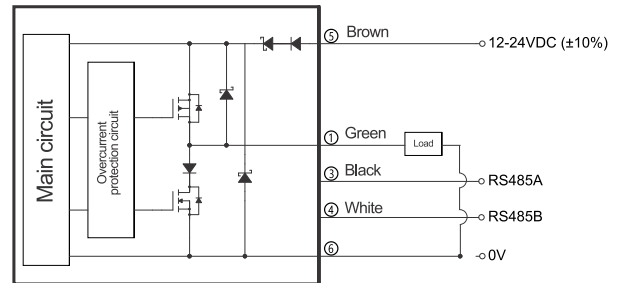 Main circuit
Overcurrent
protection circuit
⑤ Brown
12-24VDC (±10%)
① Green
Load
③ Black
RS485A
④ White
RS485B
⑥
0V